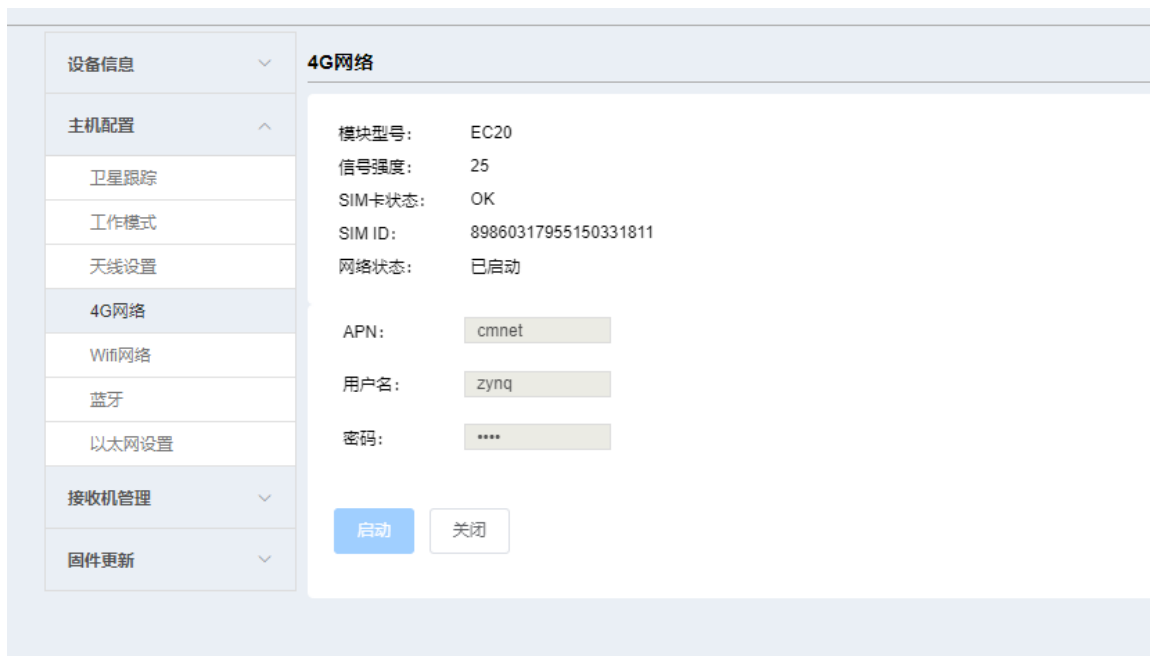 设备信息
主机配置
卫星跟踪
工作模式
天线设置
4G网络
Wifi网络
蓝牙
以太网设置
接收机管理
固件更新
4G网络
模块型号: EC20
信号强度: 25
SIM卡状态: OK
SIM ID: 89860317955150331811
网络状态: 已启动
APN: cmnet
用户名: zynq
密码: ••••
启动 关闭